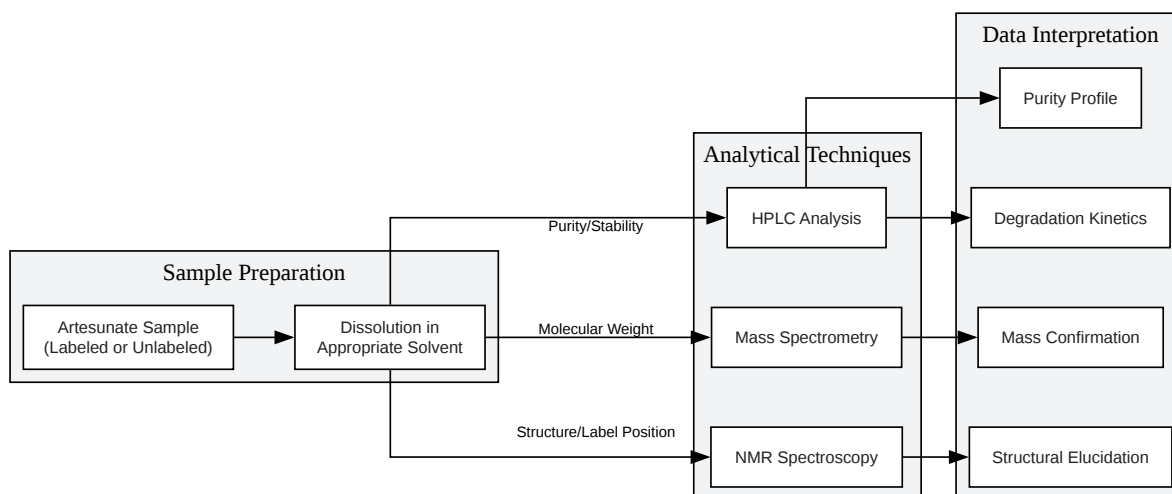 Data Interpretation
Purity Profile
Analytical Techniques
Purity/Stability
HPLC Analysis
Degradation Kinetics
Sample Preparation
Artesunate Sample
(Labeled or Unlabeled)
Dissolution in
Appropriate Solvent
Molecular Weight
Mass Spectrometry
Mass Confirmation
Structure/Label Position
NMR Spectroscopy
Structural Elucidation